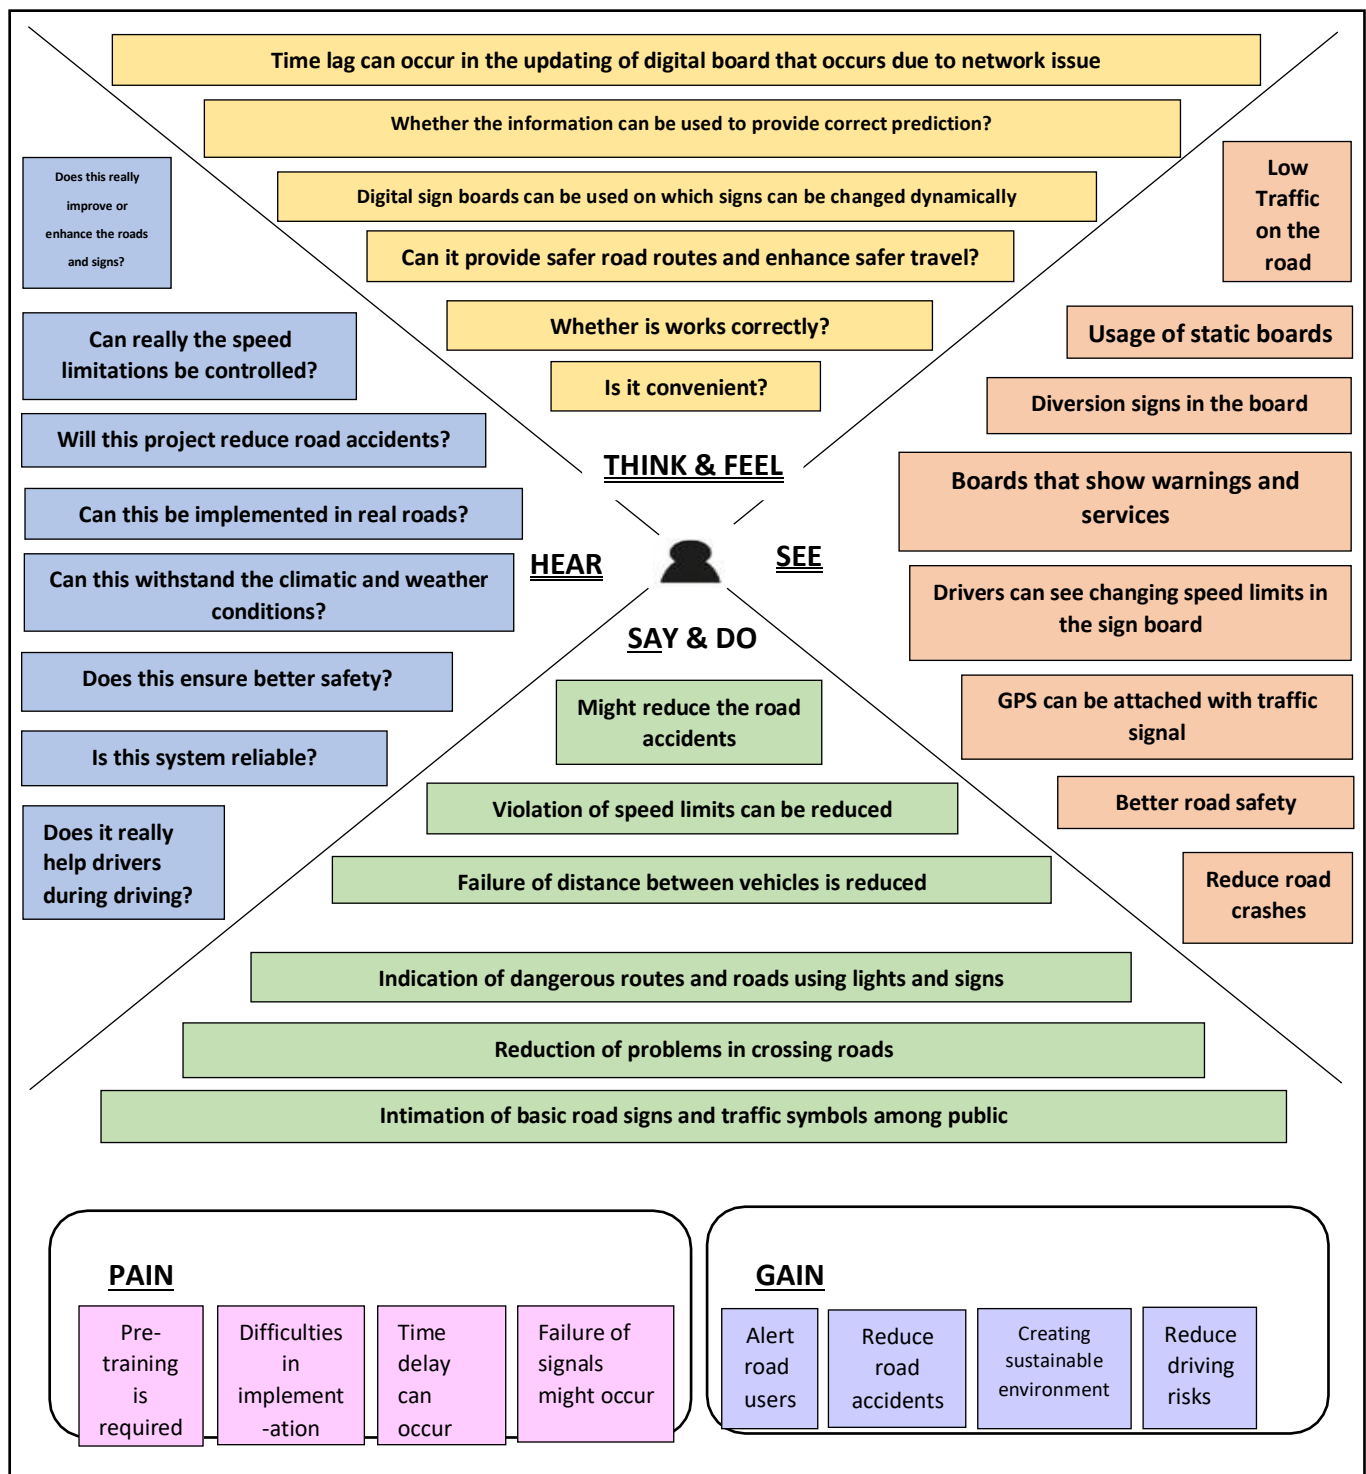 Time lag can occur in the updating of digital board that occurs due to network issue
Whether the information can be used to provide correct prediction?
Digital sign boards can be used on which signs can be changed dynamically
Can it provide safer road routes and enhance safer travel?
Whether is works correctly?
Is it convenient?
THINK & FEEL
Does this really
improve or
enhance the roads
and signs?
Can really the speed
limitations be controlled?
Will this project reduce road accidents?
Can this be implemented in real roads?
Can this withstand the climatic and weather
conditions?
Does this ensure better safety?
Is this system reliable?
Does it really
help drivers
during driving?
HEAR
SEE
Low
Traffic
on the
road
Usage of static boards
Diversion signs in the board
Boards that show warnings and
services
Drivers can see changing speed limits in
the sign board
GPS can be attached with traffic
signal
Better road safety
Reduce road
crashes
SAY & DO
Might reduce the road
accidents
Violation of speed limits can be reduced
Failure of distance between vehicles is reduced
Indication of dangerous routes and roads using lights and signs
Reduction of problems in crossing roads
Intimation of basic road signs and traffic symbols among public
PAIN
Pre-
training
is
required
Difficulties
in
implement
-ation
Time
delay
can
occur
Failure of
signals
might occur
GAIN
Alert
road
users
Reduce
road
accidents
Creating
sustainable
environment
Reduce
driving
risks